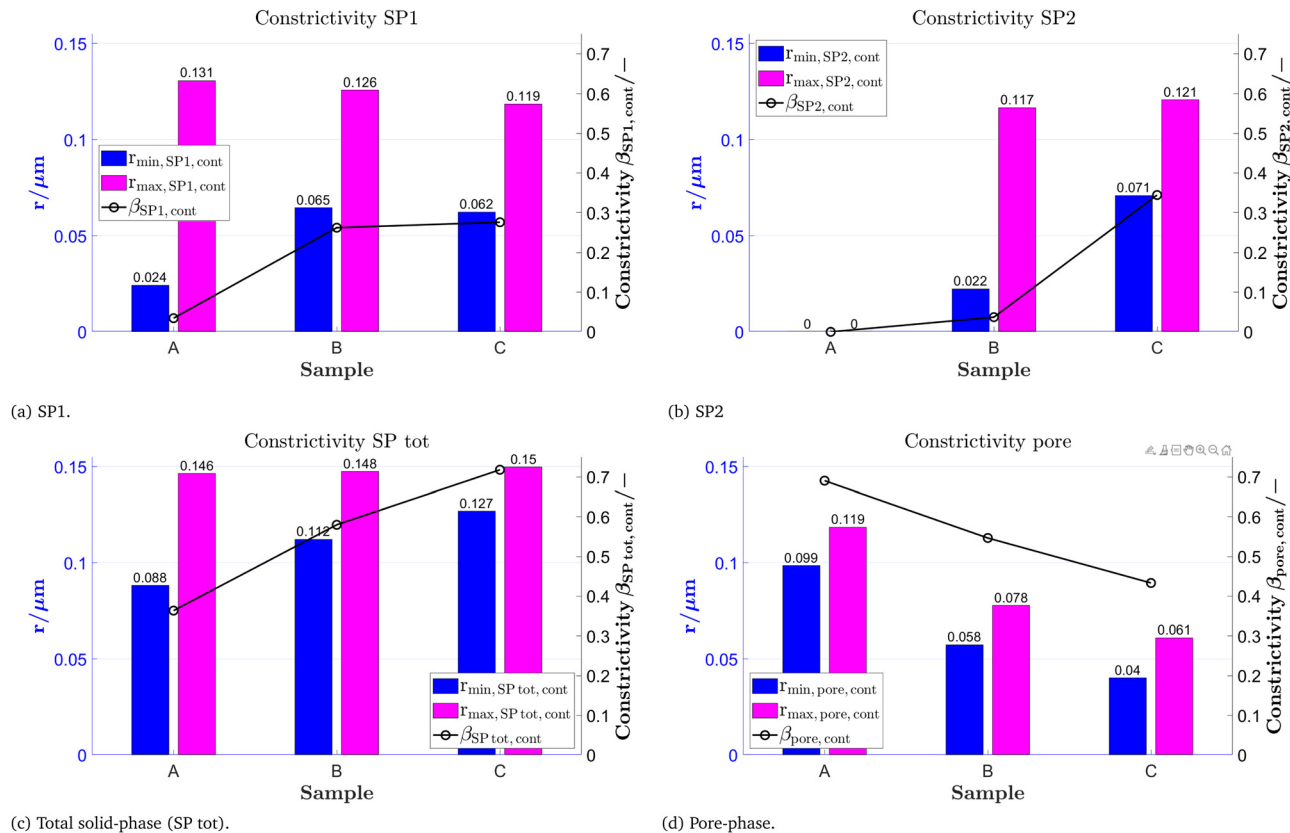 Constrictivity SP1
0.15
0.1
0.05
0
r/μm
0.7
0.6
0.5
0.4
0.3
0.2
0.1
0
Constrictivity β_SP1, cont/−
r_min, SP1, cont
r_max, SP1, cont
β_SP1, cont
0.024
0.131
0.065
0.126
0.062
0.119
A B C
Sample
(a) SP1.
Constrictivity SP2
0.15
0.1
0.05
0
r/μm
0.7
0.6
0.5
0.4
0.3
0.2
0.1
0
Constrictivity β_SP2, cont/−
r_min, SP2, cont
r_max, SP2, cont
β_SP2, cont
0
0
0.022
0.117
0.071
0.121
A B C
Sample
(b) SP2
Constrictivity SP tot
0.15
0.1
0.05
0
r/μm
0.7
0.6
0.5
0.4
0.3
0.2
0.1
0
Constrictivity β_SP tot, cont/−
0.088
0.146
0.112
0.148
0.127
0.15
r_min, SP tot, cont
r_max, SP tot, cont
β_SP tot, cont
A B C
Sample
(c) Total solid-phase (SP tot).
Constrictivity pore
0.15
0.1
0.05
0
r/μm
0.7
0.6
0.5
0.4
0.3
0.2
0.1
0
Constrictivity β_pore, cont/−
0.099
0.119
0.058
0.078
0.04
0.061
r_min, pore, cont
r_max, pore, cont
β_pore, cont
A B C
Sample
(d) Pore-phase.